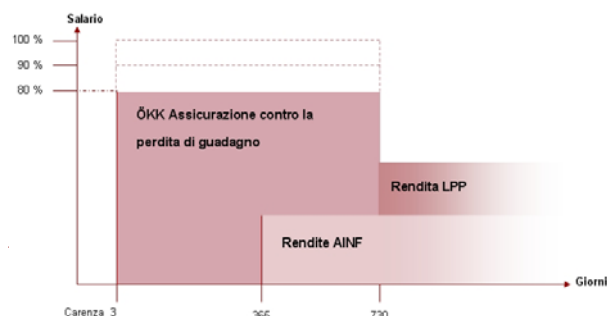 Salario
100 %
90 %
80 %
ÖKK Assicurazione contro la
perdita di guadagno
Rendita LPP
Rendite AINF
Giorni
Carenza 3
365
730